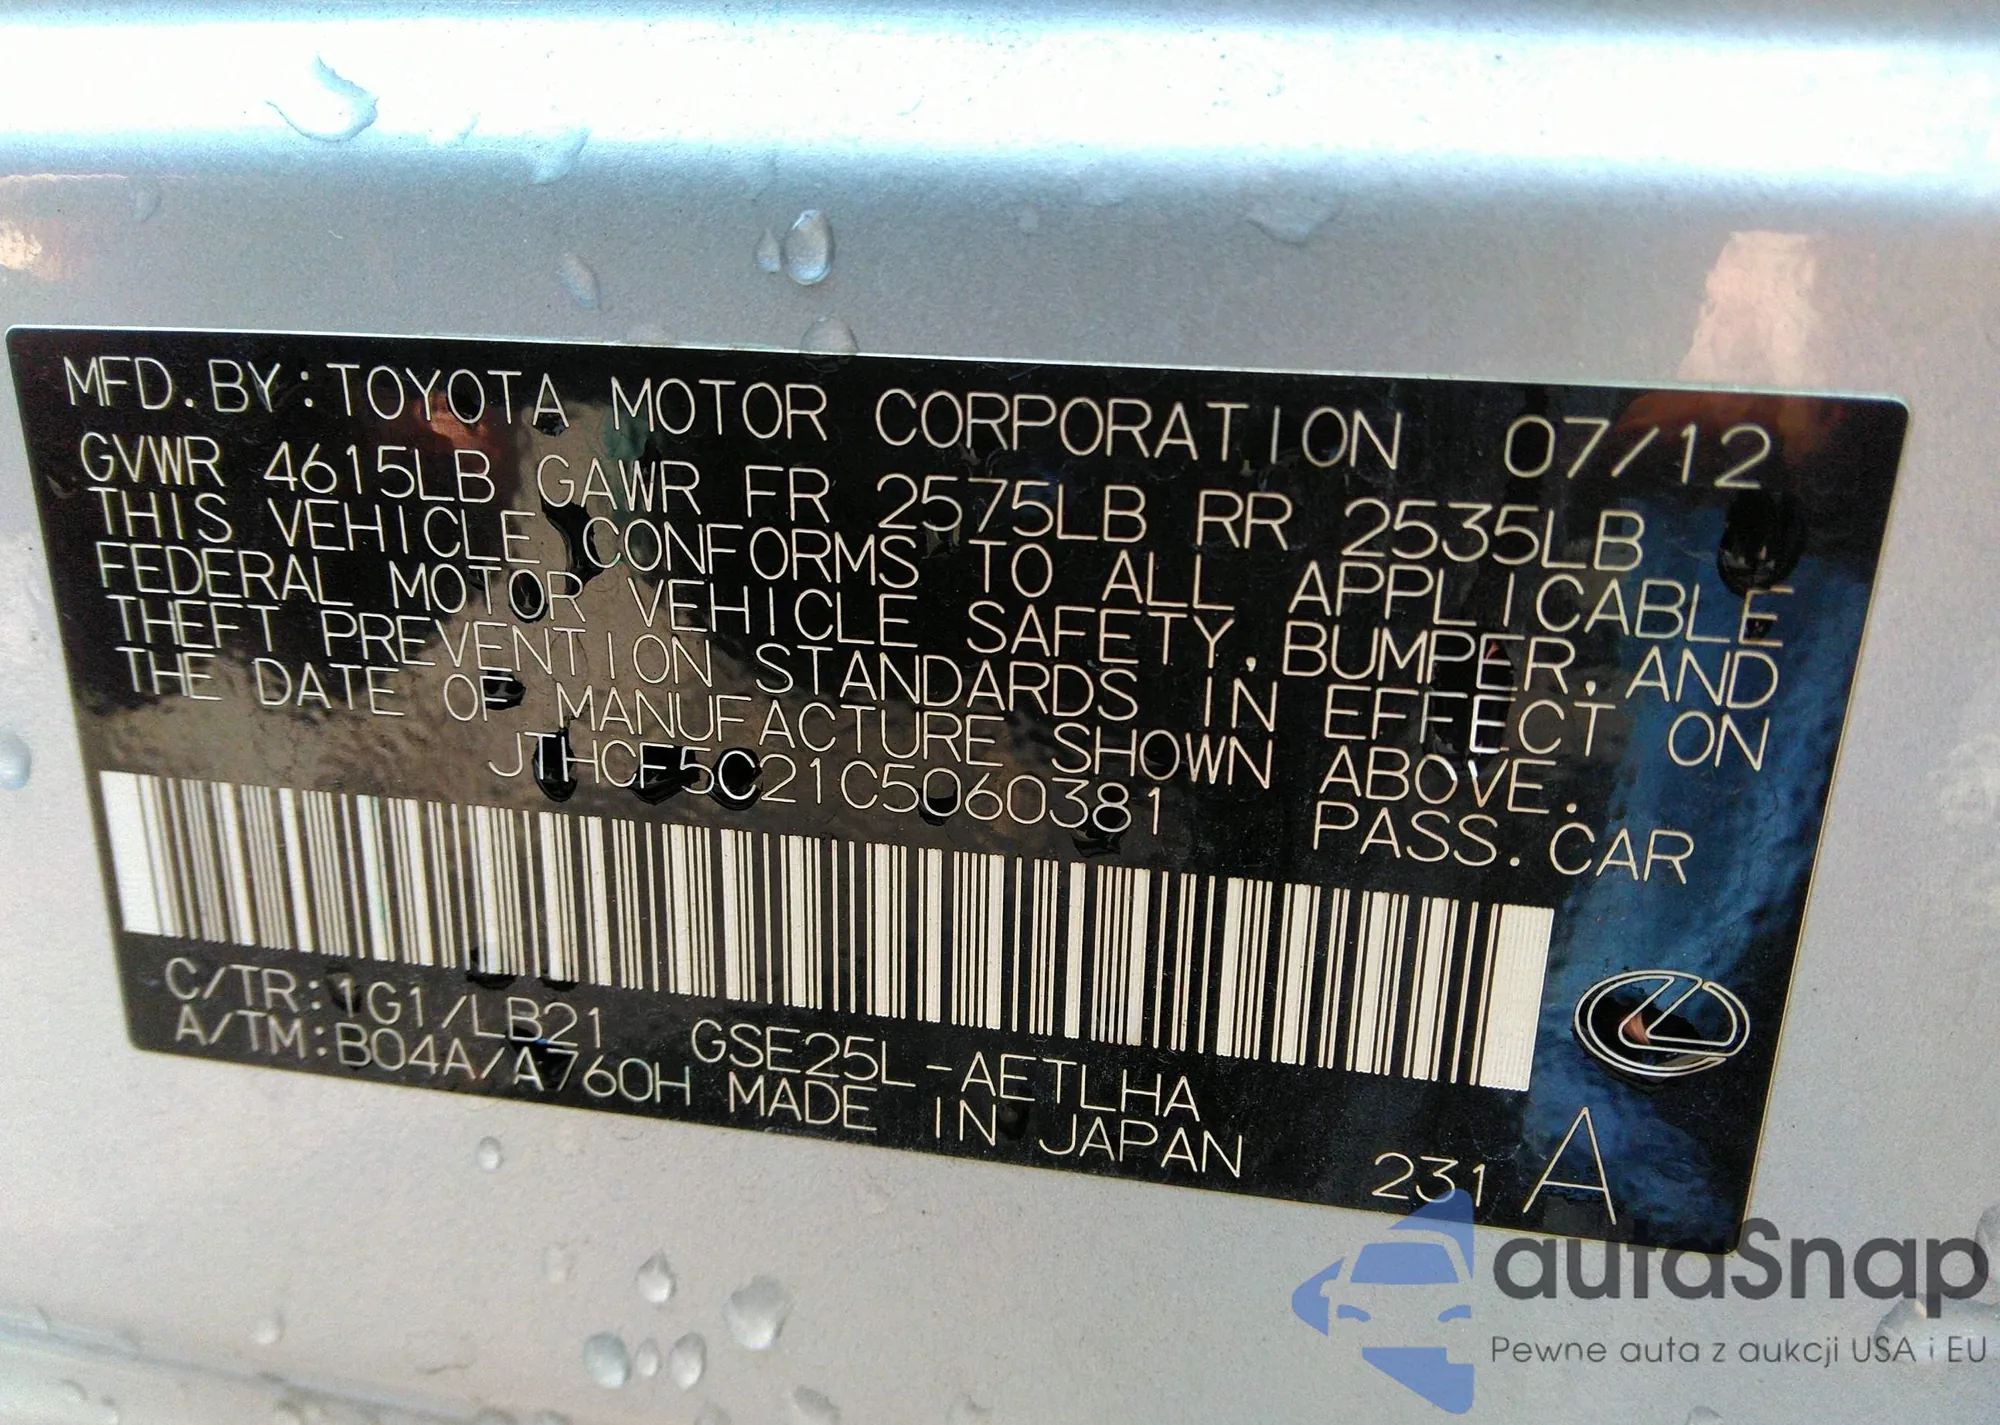 MFD. BY: TOYOTA MOTOR CORPORATION 07/12
GVWR 4615LB GAWR FR 2575LB RR 2535LB
THIS VEHICLE CONFORMS TO ALL APPLICABLE
FEDERAL MOTOR VEHICLE SAFETY, BUMPER, AND
THEFT PREVENTION STANDARDS IN EFFECT ON
THE DATE OF MANUFACTURE SHOWN ABOVE.
JTHCF5C21C5060381 PASS. CAR
C/TR: 1G1/LB21 GSE25L-AETLHA
A/TM: B04A/A760H MADE IN JAPAN 231 A
autaSnap
Pewne auta z aukcji USA i EU